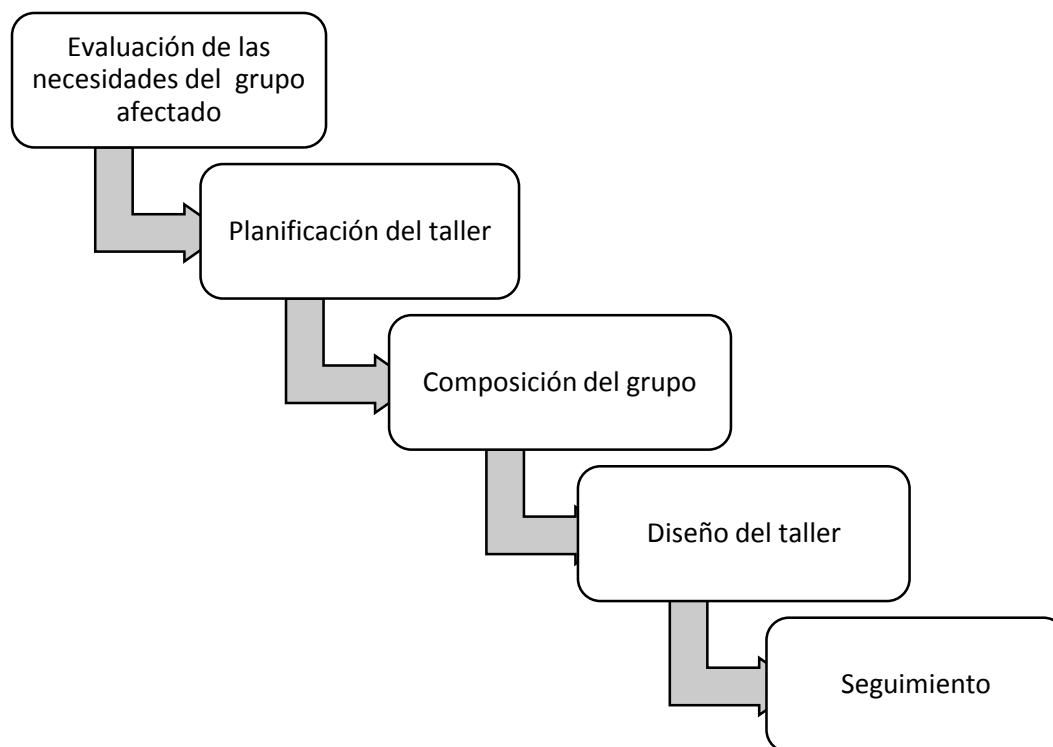 Evaluación de las
necesidades del  grupo
afectado
Planificación del taller
Composición del grupo
Diseño del taller
Seguimiento